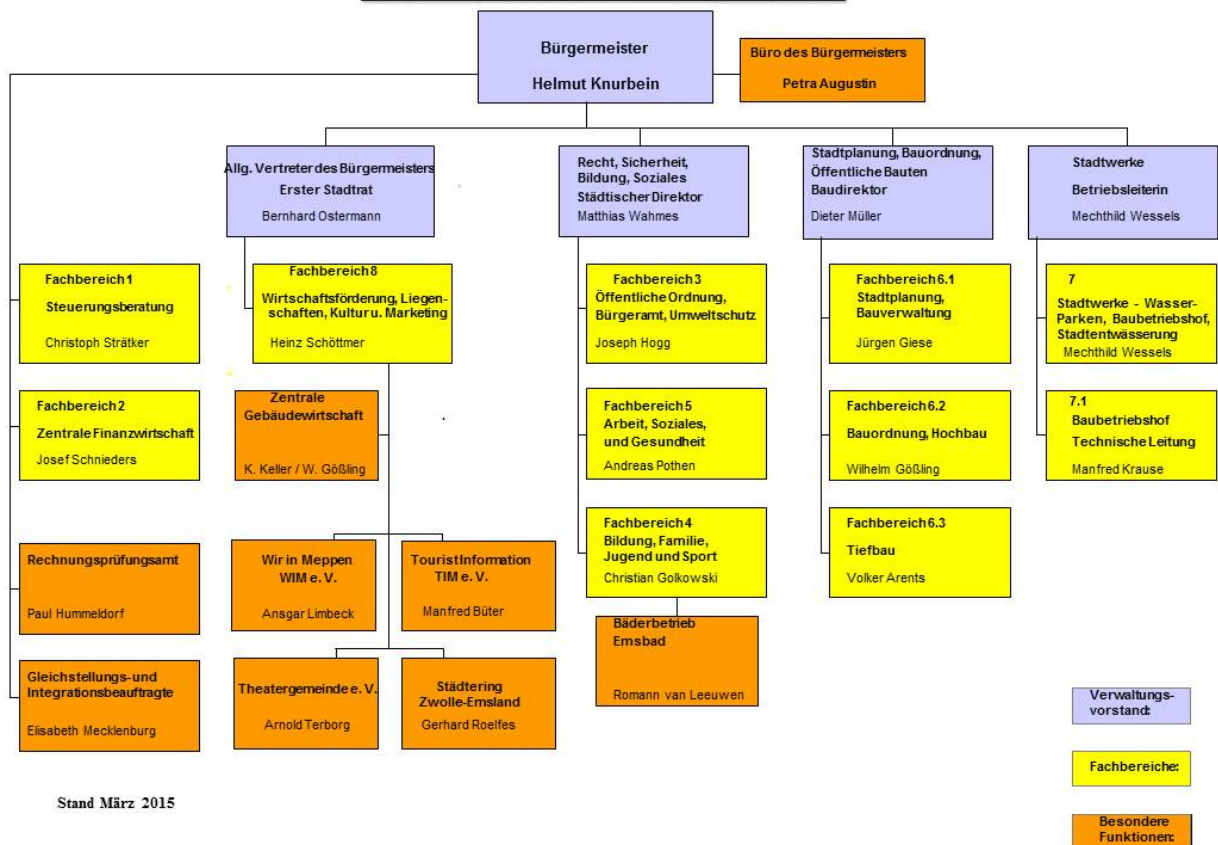 Bürgermeister
Helmut Knurbein
Büro des Bürgermeisters
Petra Augustin
Allg. Vertreter des Bürgermeisters
Erster Stadtrat
Bernhard Ostermann
Recht, Sicherheit,
Bildung, Soziales
Städtischer Direktor
Matthias Wahmes
Stadtplanung, Bauordnung,
Öffentliche Bauten
Baudirektor
Dieter Müller
Stadtwerke
Betriebsleiterin
Mechthild Wessels
Fachbereich 1
Steuerungsberatung
Christoph Strätker
Fachbereich 8
Wirtschaftsförderung, Liegen-
schaften, Kultur u. Marketing
Heinz Schöttmer
Fachbereich 3
Öffentliche Ordnung,
Bürgeramt, Umweltschutz
Joseph Hogg
Fachbereich 6.1
Stadtplanung,
Bauverwaltung
Jürgen Giese
7
Stadtwerke - Wasser-
Parken, Baubetriebshof,
Stadtentwässerung
Mechthild Wessels
Fachbereich 2
Zentrale Finanzwirtschaft
Josef Schnieders
Zentrale
Gebäudewirtschaft
K. Keller / W. Gößling
Fachbereich 5
Arbeit, Soziales,
und Gesundheit
Andreas Pothen
Fachbereich 6.2
Bauordnung, Hochbau
Wilhelm Gößling
7.1
Baubetriebshof
Technische Leitung
Manfred Krause
Rechnungsprüfungsamt
Paul Hummeldorf
Wir in Meppen
WIM e. V.
Ansgar Limbeck
Tourist Information
TIM e. V.
Manfred Büter
Fachbereich 4
Bildung, Familie,
Jugend und Sport
Christian Golkowski
Fachbereich 6.3
Tiefbau
Volker Arents
Gleichstellungs- und
Integrationsbeauftragte
Elisabeth Mecklenburg
Theatergemeinde e. V.
Arnold Terborg
Städtering
Zwolle-Emsland
Gerhard Roelfes
Bäderbetrieb
Emsbad
Romann van Leeuwen
Verwaltungs-
vorstand:
Fachbereiche:
Besondere
Funktionen:
Stand März 2015